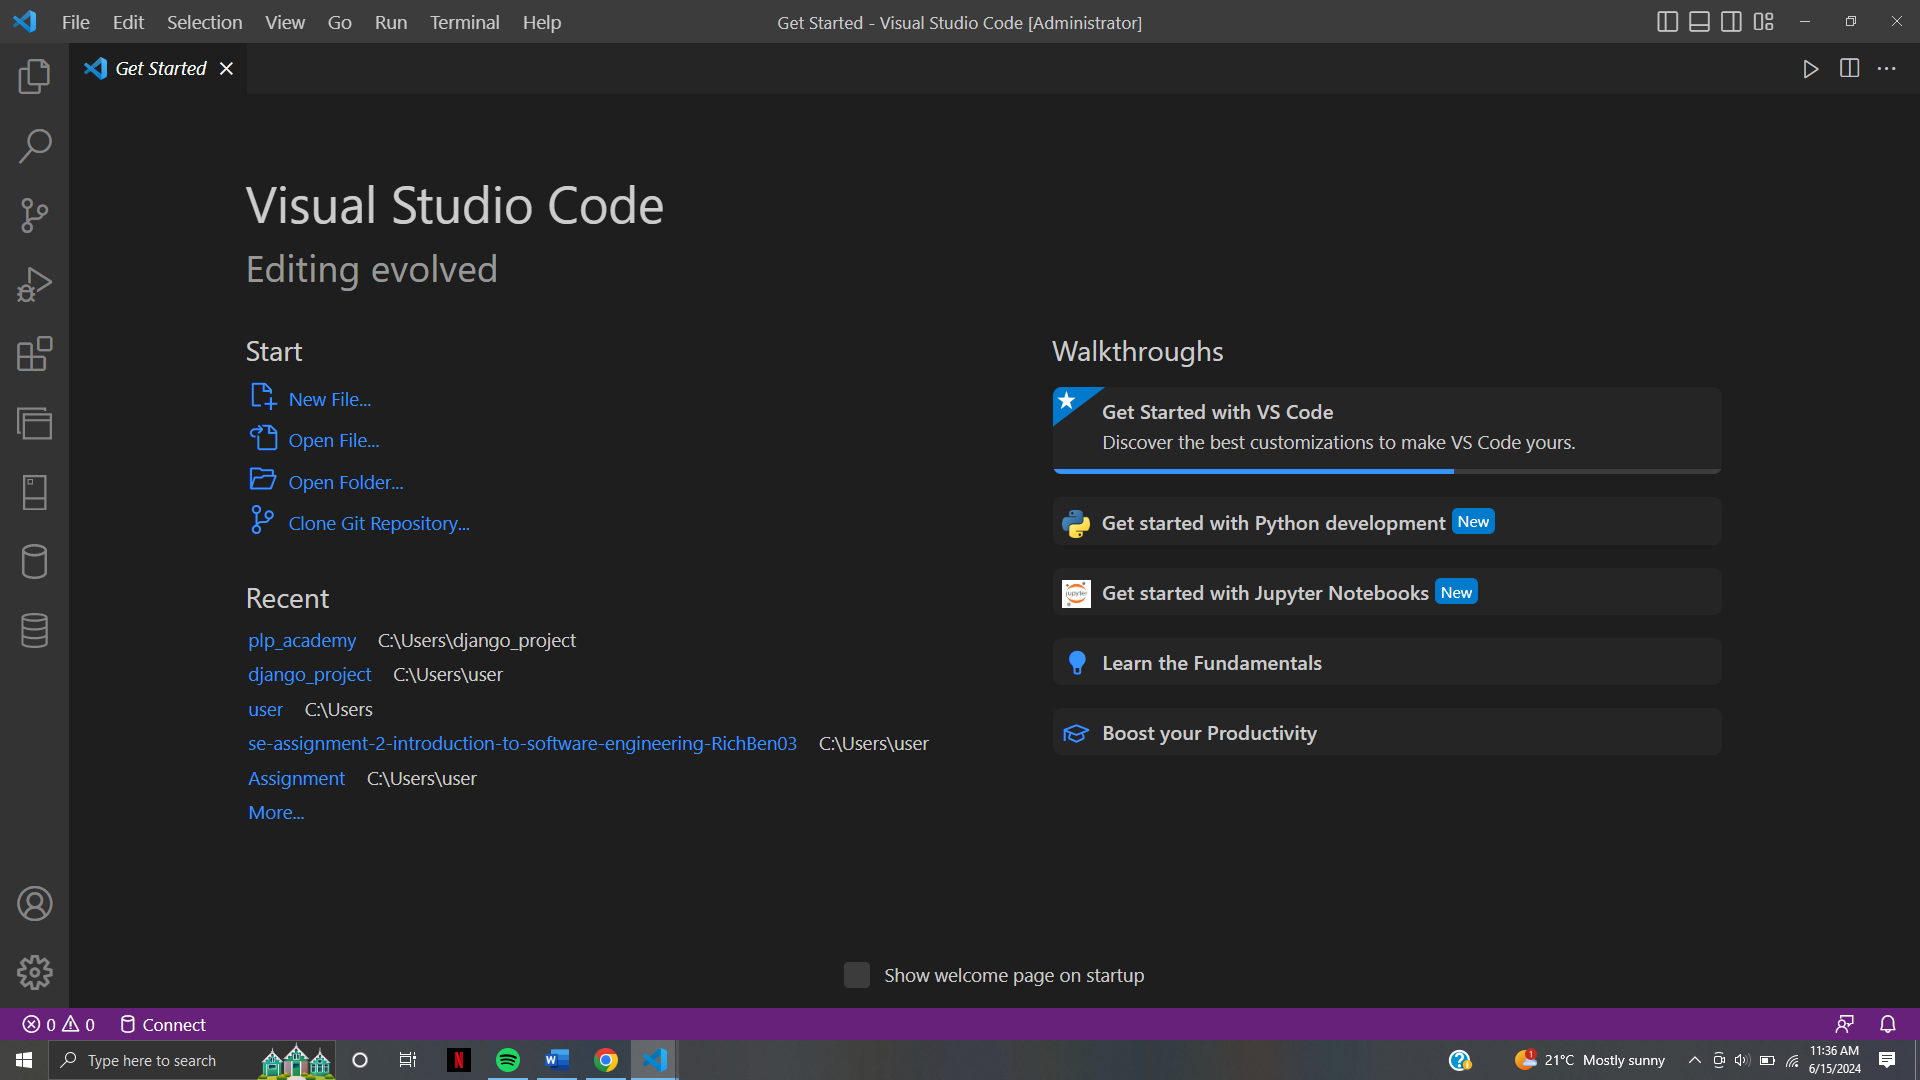 File Edit Selection View Go Run Terminal Help
Get Started - Visual Studio Code [Administrator]
Get Started
Visual Studio Code
Editing evolved
Start
New File...
Open File...
Open Folder...
Clone Git Repository...
Recent
plp_academy C:\Users\django_project
django_project C:\Users\user
user C:\Users
se-assignment-2-introduction-to-software-engineering-RichBen03 C:\Users\user
Assignment C:\Users\user
More...
Walkthroughs
Get Started with VS Code
Discover the best customizations to make VS Code yours.
Get started with Python development New
jupyter
Get started with Jupyter Notebooks New
Learn the Fundamentals
Boost your Productivity
Show welcome page on startup
0 0 Connect
Type here to search
N
W
1
21°C Mostly sunny
11:36 AM
6/15/2024